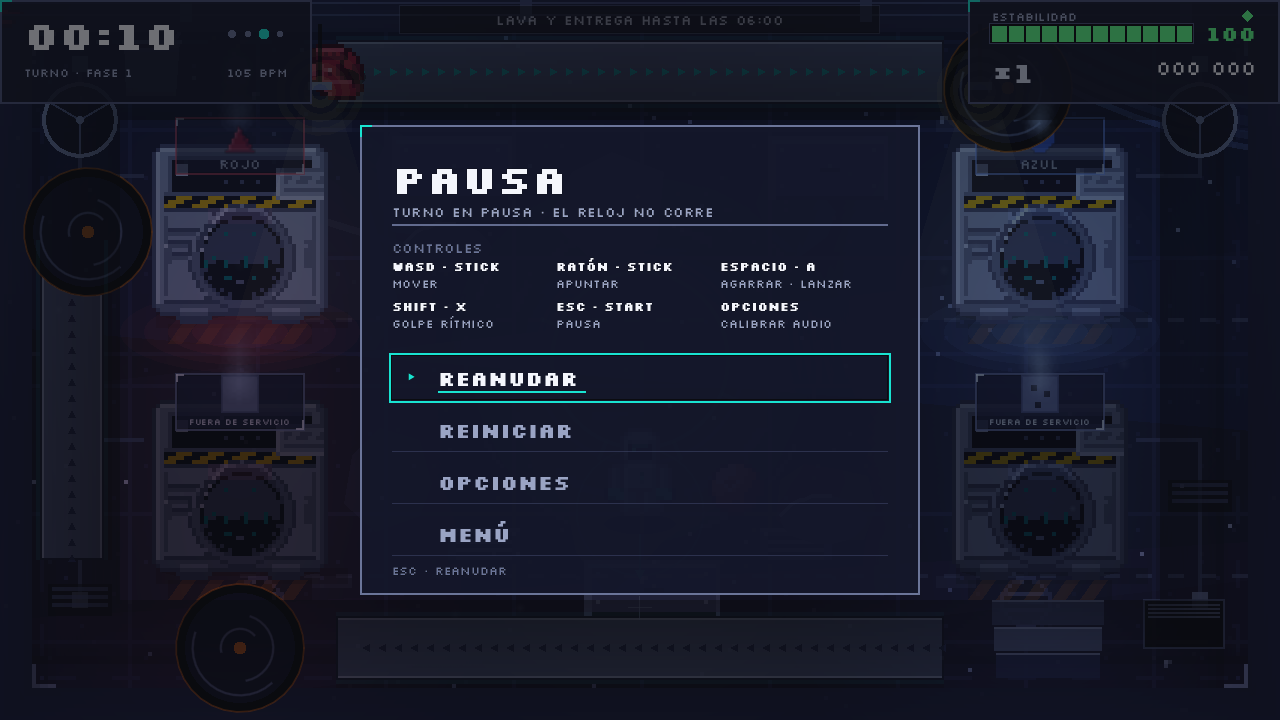 00:10
TURNO · FASE 1
105 BPM
LAVA Y ENTREGA HASTA LAS 06:00
ESTABILIDAD
100
x1
000 000
ROJO
AZUL
PAUSA
TURNO EN PAUSA · EL RELOJ NO CORRE
CONTROLES
WASD · STICK
RATÓN · STICK
ESPACIO · A
MOVER
APUNTAR
AGARRAR · LANZAR
SHIFT · X
ESC · START
OPCIONES
GOLPE RÍTMICO
PAUSA
CALIBRAR AUDIO
REANUDAR
FUERA DE SERVICIO
FUERA DE SERVICIO
REINICIAR
OPCIONES
MENÚ
ESC · REANUDAR